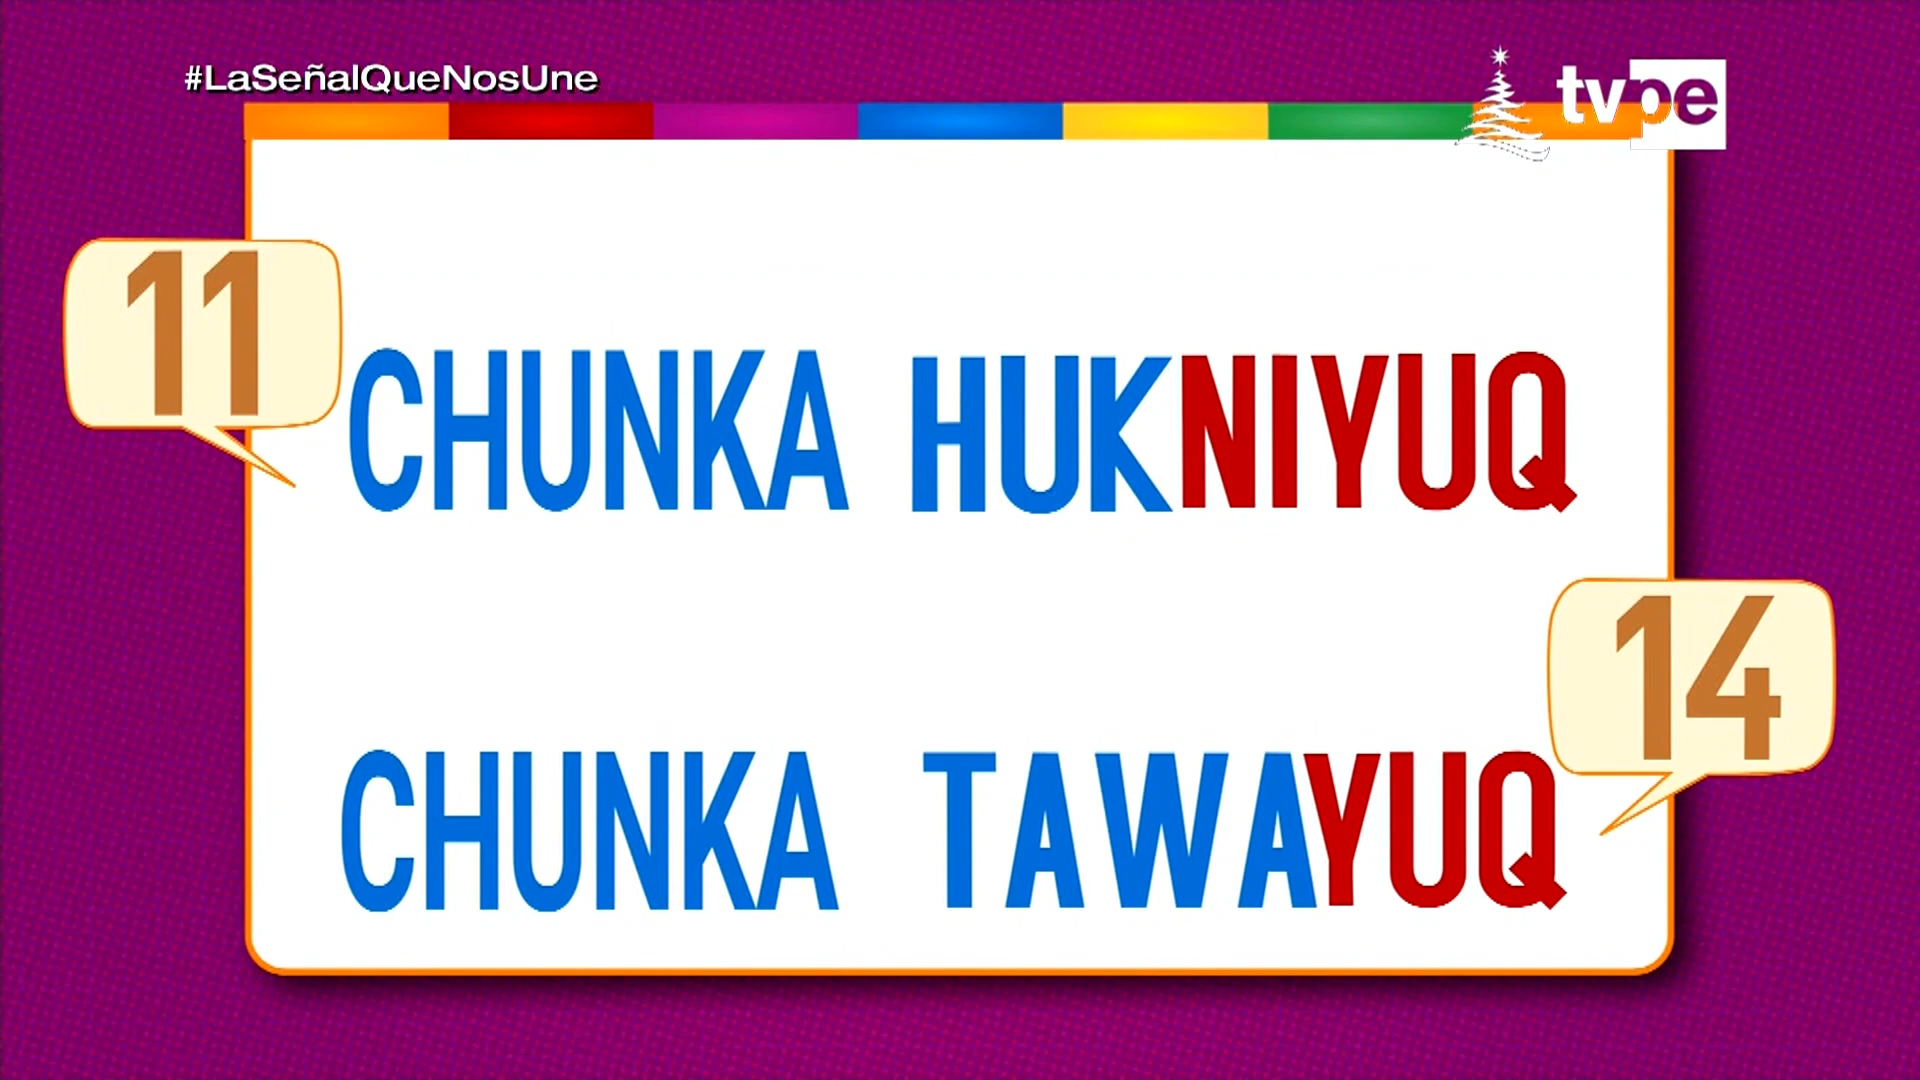 #LaSeñalQueNosUne
tvpe
11
CHUNKA HUKNIYUQ
14
CHUNKA TAWAYUQ